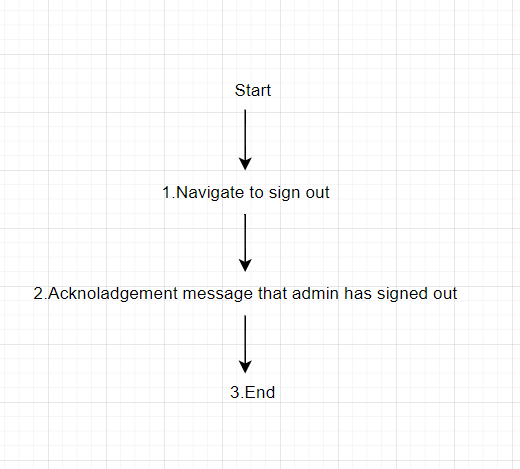 Start
1.Navigate to sign out
2.Acknoladgement message that admin has signed out
3.End